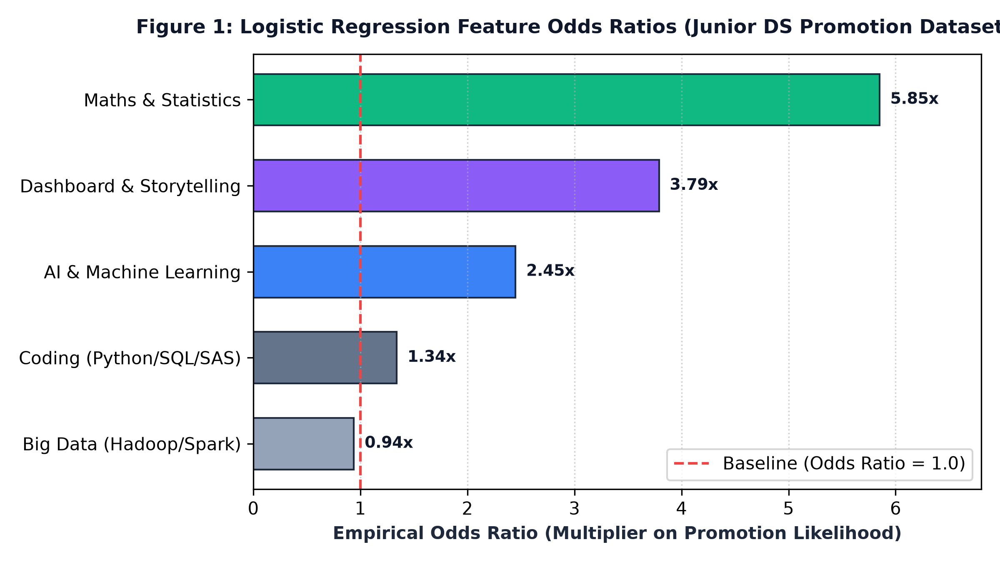 Figure 1: Logistic Regression Feature Odds Ratios (Junior DS Promotion Dataset
Maths & Statistics
5.85x
Dashboard & Storytelling
3.79x
AI & Machine Learning
2.45x
Coding (Python/SQL/SAS)
1.34x
Big Data (Hadoop/Spark)
0.94x
Baseline (Odds Ratio = 1.0)
0 1 2 3 4 5 6
Empirical Odds Ratio (Multiplier on Promotion Likelihood)